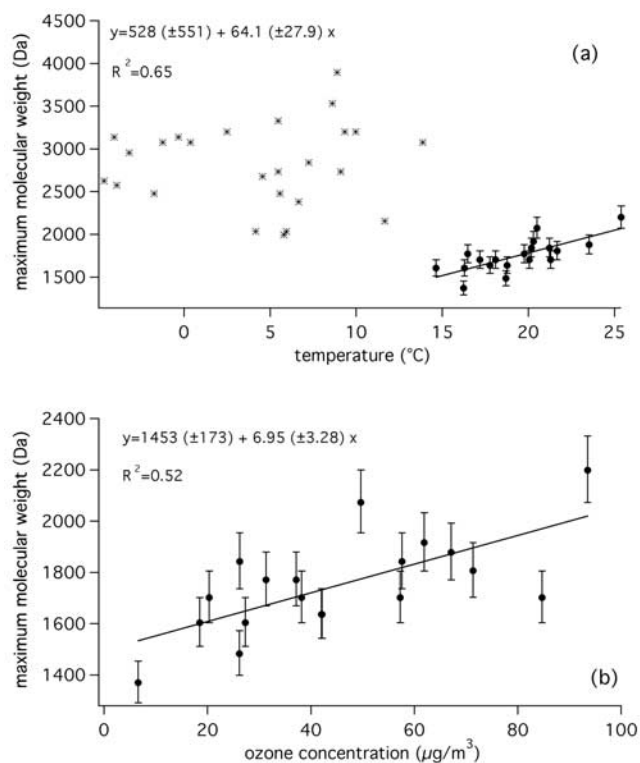 y=528 (±551) + 64.1 (±27.9) x
(a)
R²=0.65
4500
4000
3500
3000
2500
2000
1500
maximum molecular weight (Da)
0 5 10 15 20 25
temperature (°C)
y=1453 (±173) + 6.95 (±3.28) x
R²=0.52
2400
2200
2000
1800
1600
1400
maximum molecular weight (Da)
(b)
0 20 40 60 80 100
ozone concentration (µg/m³)